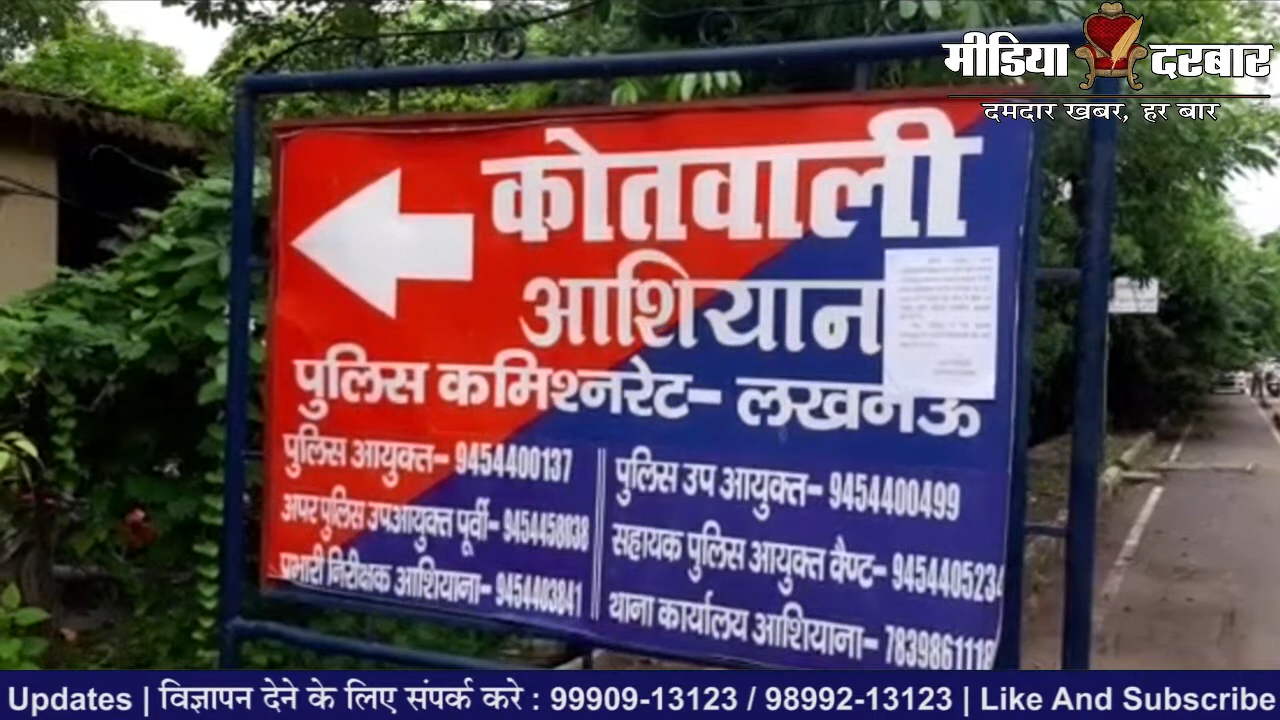 मीडिया दरबार
दमदार खबर, हर बार
कोतवाली
आशियान
पुलिस कमिश्नरेट- लखनऊ
पुलिस आयुक्त- 9454400137
अपर पुलिस उपआयुक्त पूर्वी- 9454458038
प्रभारी निरीक्षक आशियाना- 9454403841
पुलिस उप आयुक्त- 9454400499
सहायक पुलिस आयुक्त कैण्ट- 9454405234
थाना कार्यालय आशियाना- 7839861118
Updates | विज्ञापन देने के लिए संपर्क करे : 99909-13123 / 98992-13123 | Like And Subscribe